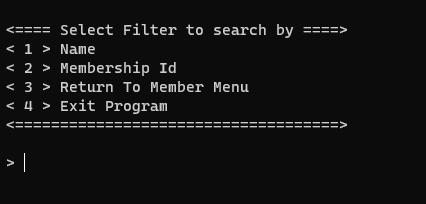 <==== Select Filter to search by ====>
< 1 > Name
< 2 > Membership Id
< 3 > Return To Member Menu
< 4 > Exit Program
<====================================>
>